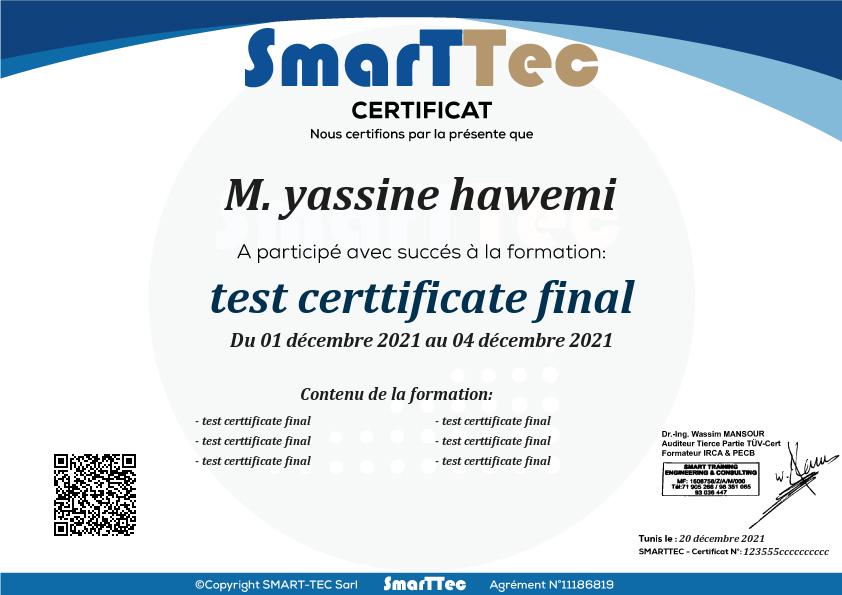 SmarTTec
CERTIFICAT
Nous certifions par la présente que
M. yassine hawemi
A participé avec succés à la formation:
test certtificate final
Du 01 décembre 2021 au 04 décembre 2021
Contenu de la formation:
- test certtificate final - test certtificate final
- test certtificate final - test certtificate final
- test certtificate final - test certtificate final
Dr.-Ing. Wassim MANSOUR
Auditeur Tierce Partie TÜV-Cert
Formateur IRCA & PECB
SMART TRAINING
ENGINEERING & CONSULTING
MF: 1608758/Z/A/M/000
Tél:71 905 266 / 98 361 965
93 036 447
Tunis le : 20 décembre 2021
SMARTTEC - Certificat N°: 123555cccccccccc
©Copyright SMART-TEC Sarl SmarTTec Agrément N°11186819